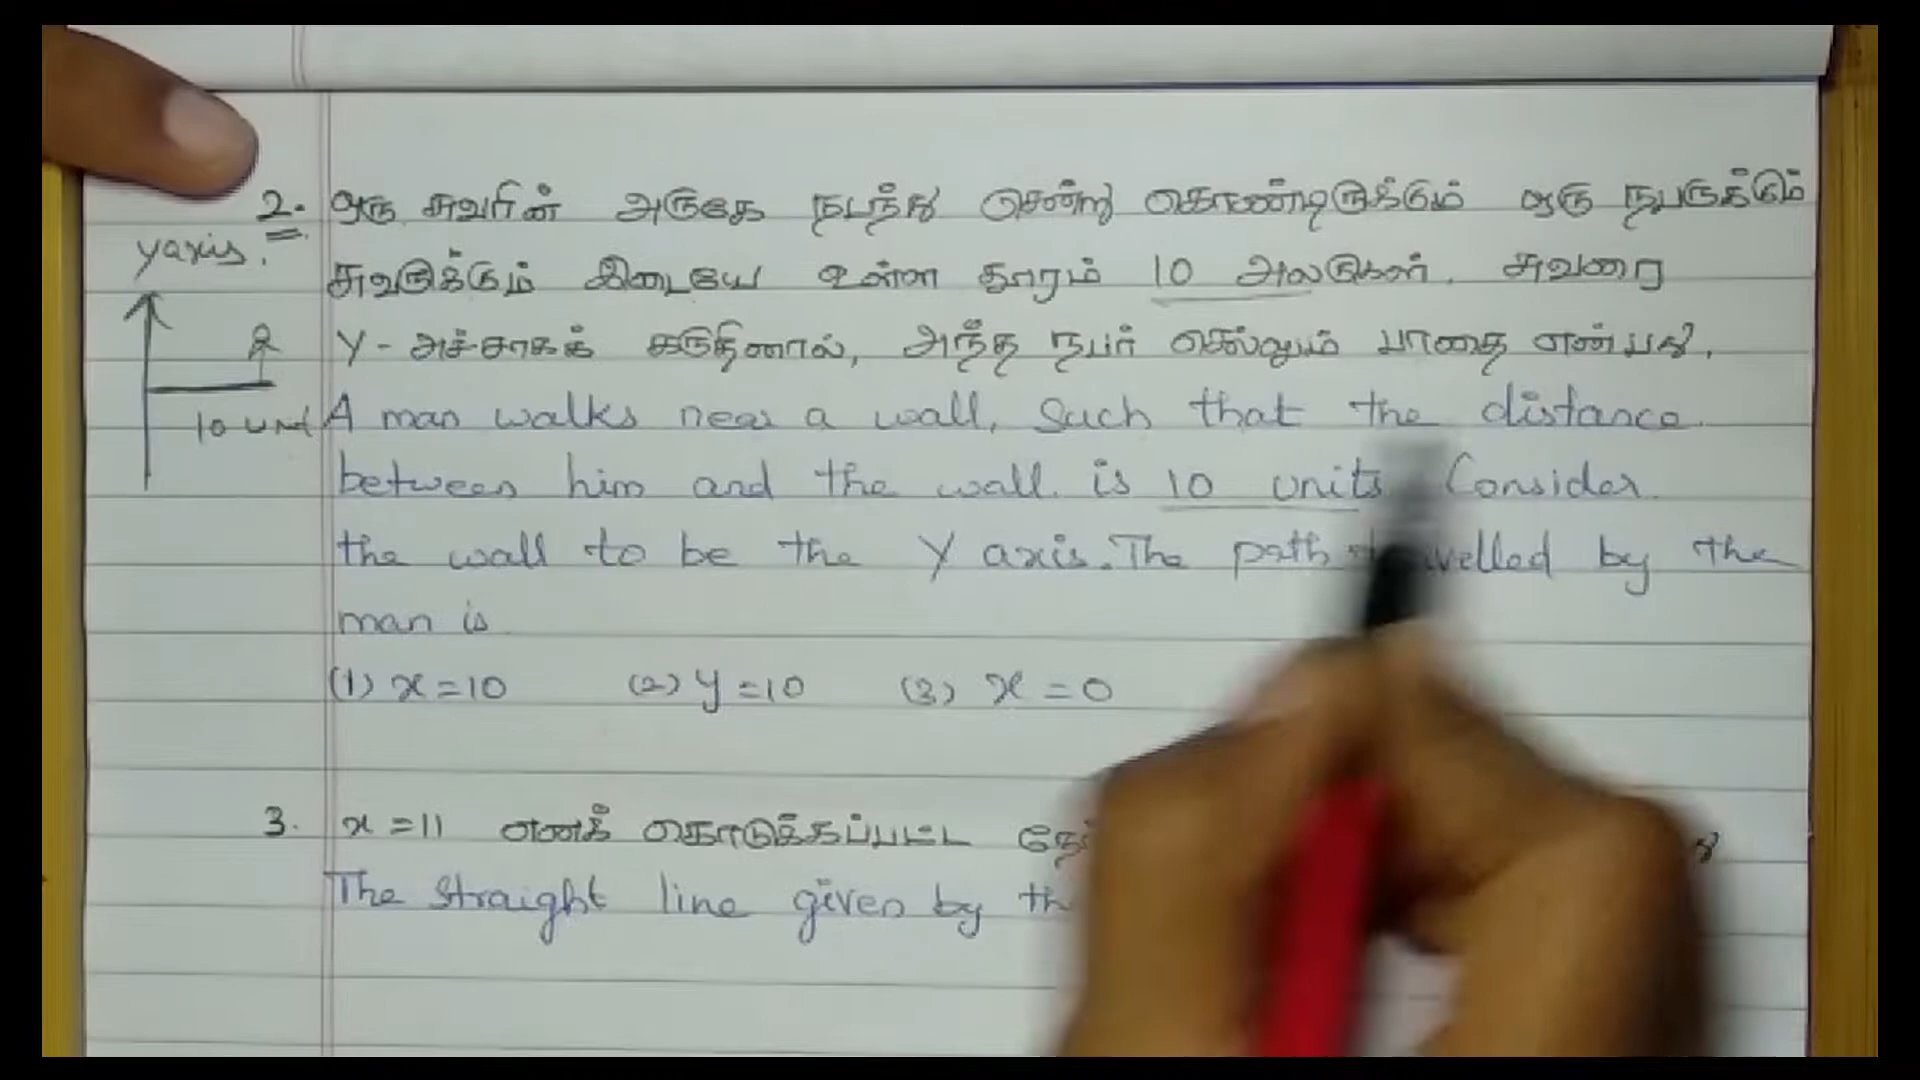 2. ஒரு சுவரின் அருகே நடந்து சென்று கொண்டிருக்கும் ஒரு நபருக்கும்
y axis.
சுவருக்கும் இடையே உள்ள தூரம் 10 அலகுகள். சுவரை
Y - அச்சாகக் கருதினால், அந்த நபர் செல்லும் பாதை என்பது.
10 unit
A man walks near a wall, Such that the distance
between him and the wall is 10 units Consider
the wall to be the Y axis. The path by the
man is
(1) x = 10 (2) y = 10 (3) x = 0
3. x = 11 எனக் கொடுக்கப்பட்ட
The straight line given by